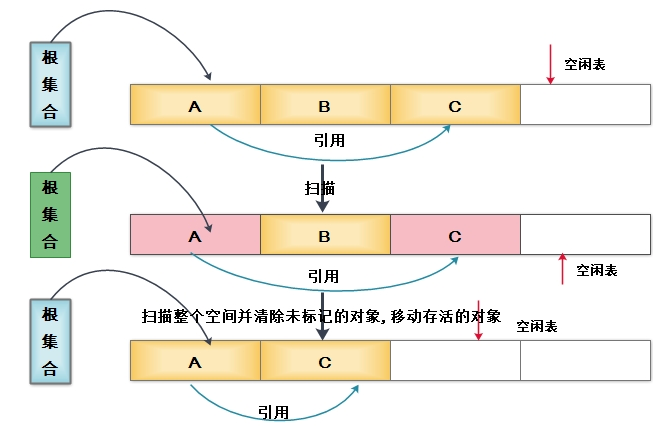 根集合
空闲表
A B C
引用
扫描
根集合
A B C
引用
空闲表
扫描整个空间并清除未标记的对象,移动存活的对象
根集合
空闲表
A C
引用